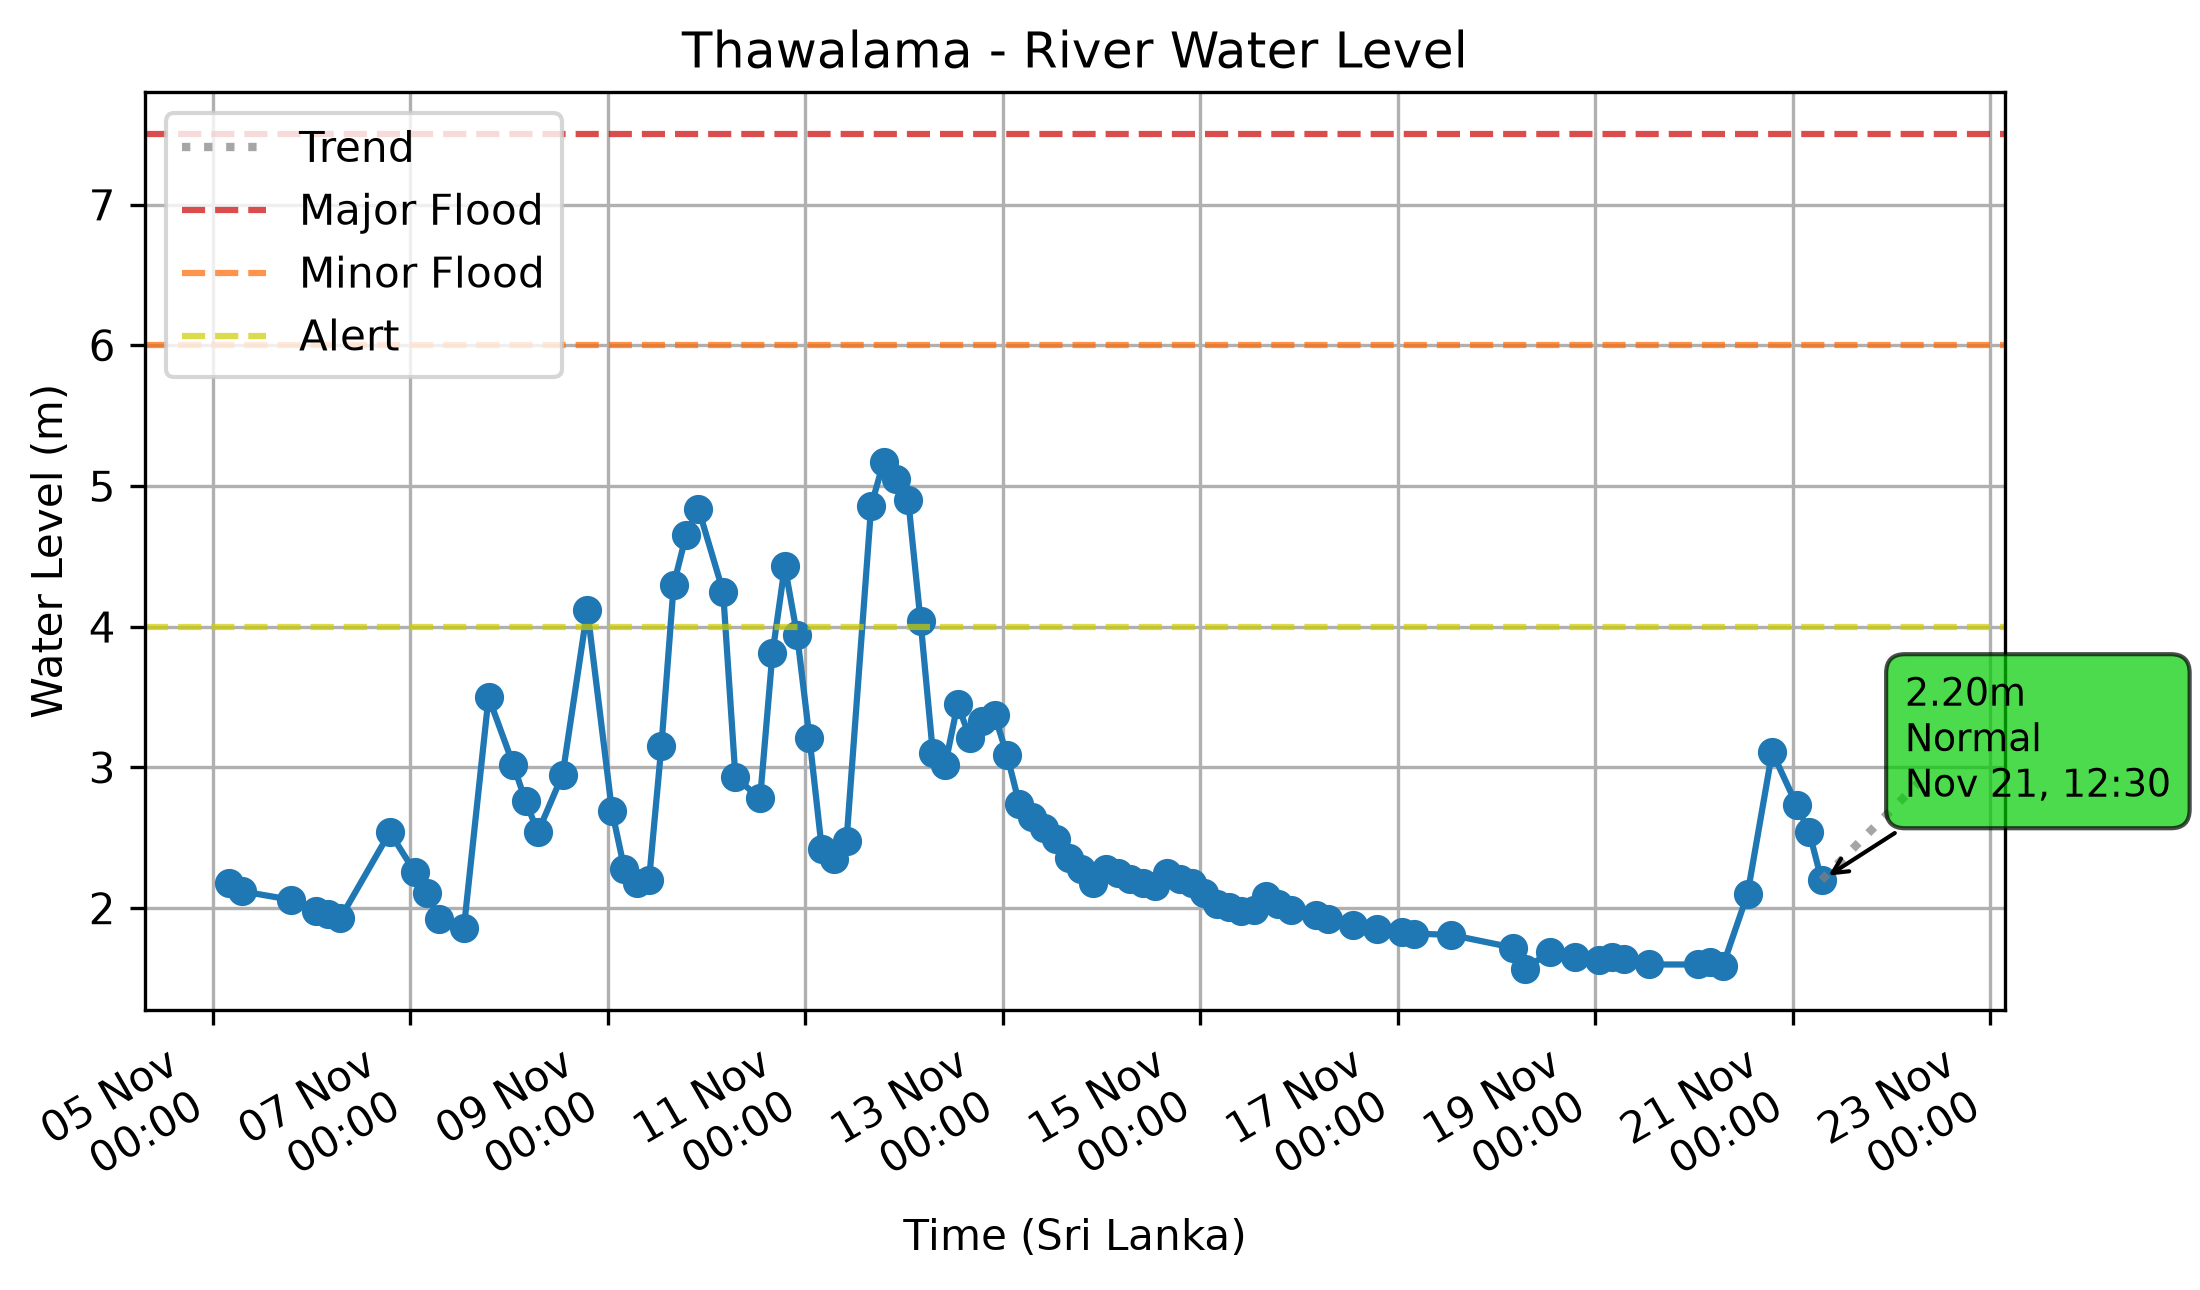 Thawalama - River Water Level
Trend
Major Flood
Minor Flood
Alert
Water Level (m)
7
6
5
4
3
2
2.20m
Normal
Nov 21, 12:30
05 Nov
00:00
07 Nov
00:00
09 Nov
00:00
11 Nov
00:00
13 Nov
00:00
15 Nov
00:00
17 Nov
00:00
19 Nov
00:00
21 Nov
00:00
23 Nov
00:00
Time (Sri Lanka)